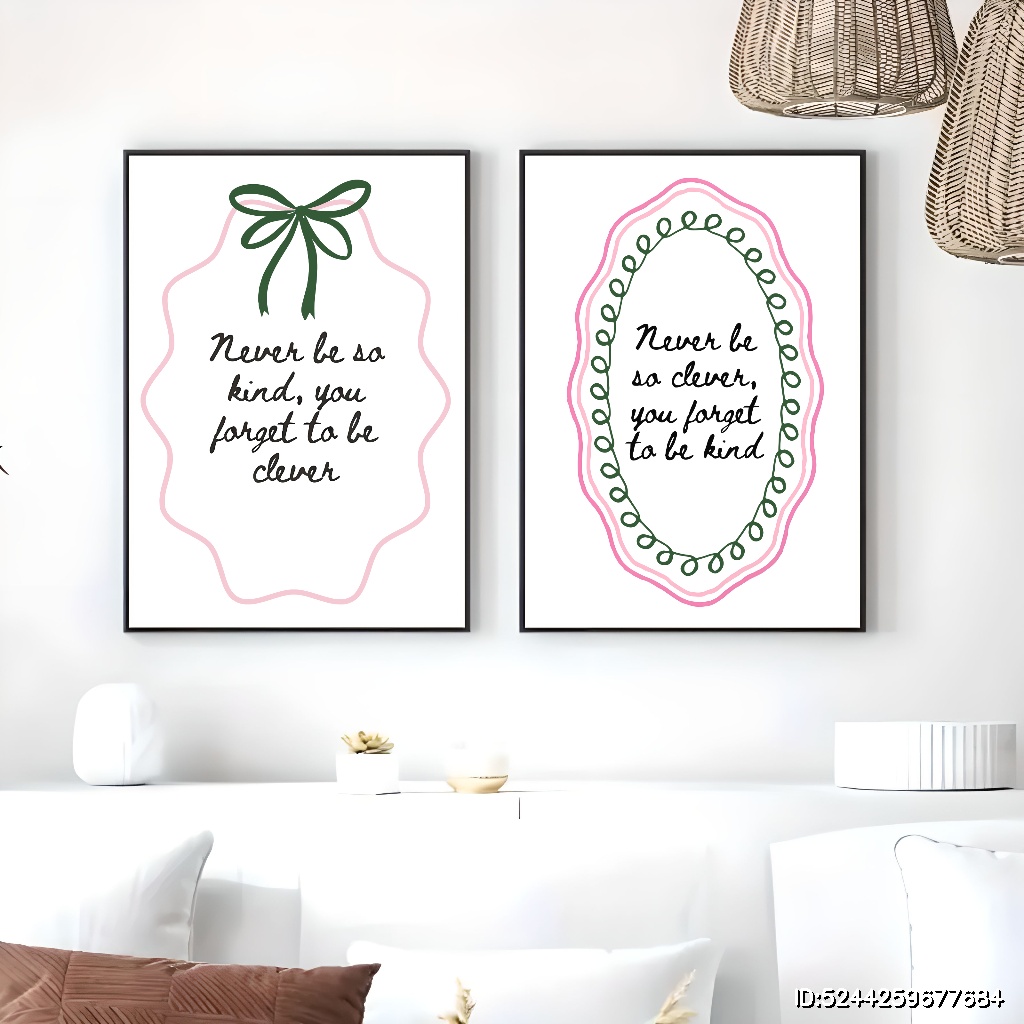 Never be so
kind, you
forget to be
clever
Never be
so clever,
you forget
to be kind
ID:5244259677684